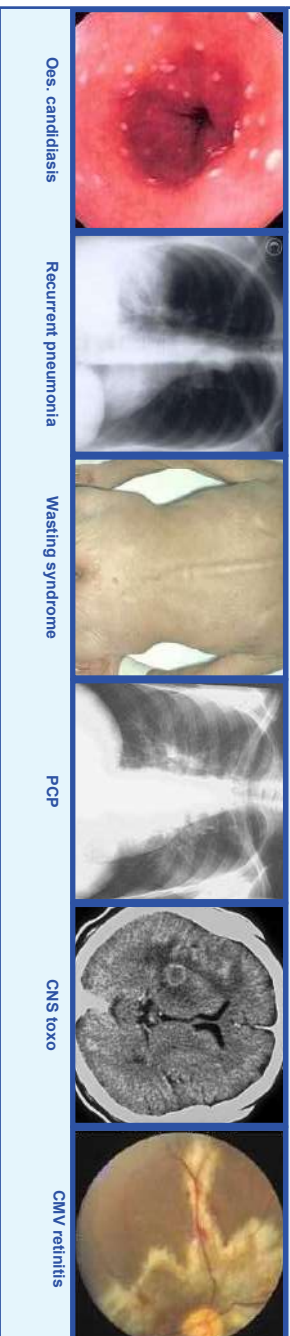 Oes. candidiasis
Recurrent pneumonia
Wasting syndrome
PCP
CNS toxo
CMV retinitis
©